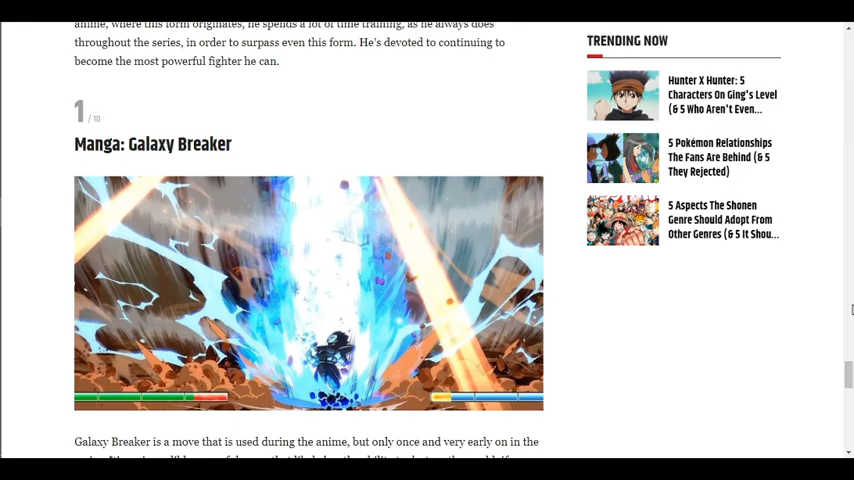 anime, where this form originates, he spends a lot of time training, as he always does
throughout the series, in order to surpass even this form. He's devoted to continuing to
become the most powerful fighter he can.
1 / 10
Manga: Galaxy Breaker
Galaxy Breaker is a move that is used during the anime, but only once and very early on in the
TRENDING NOW
Hunter X Hunter: 5
Characters On Ging's Level
(& 5 Who Aren't Even...
5 Pokémon Relationships
The Fans Are Behind (& 5
They Rejected)
5 Aspects The Shonen
Genre Should Adopt From
Other Genres (& 5 It Shou...